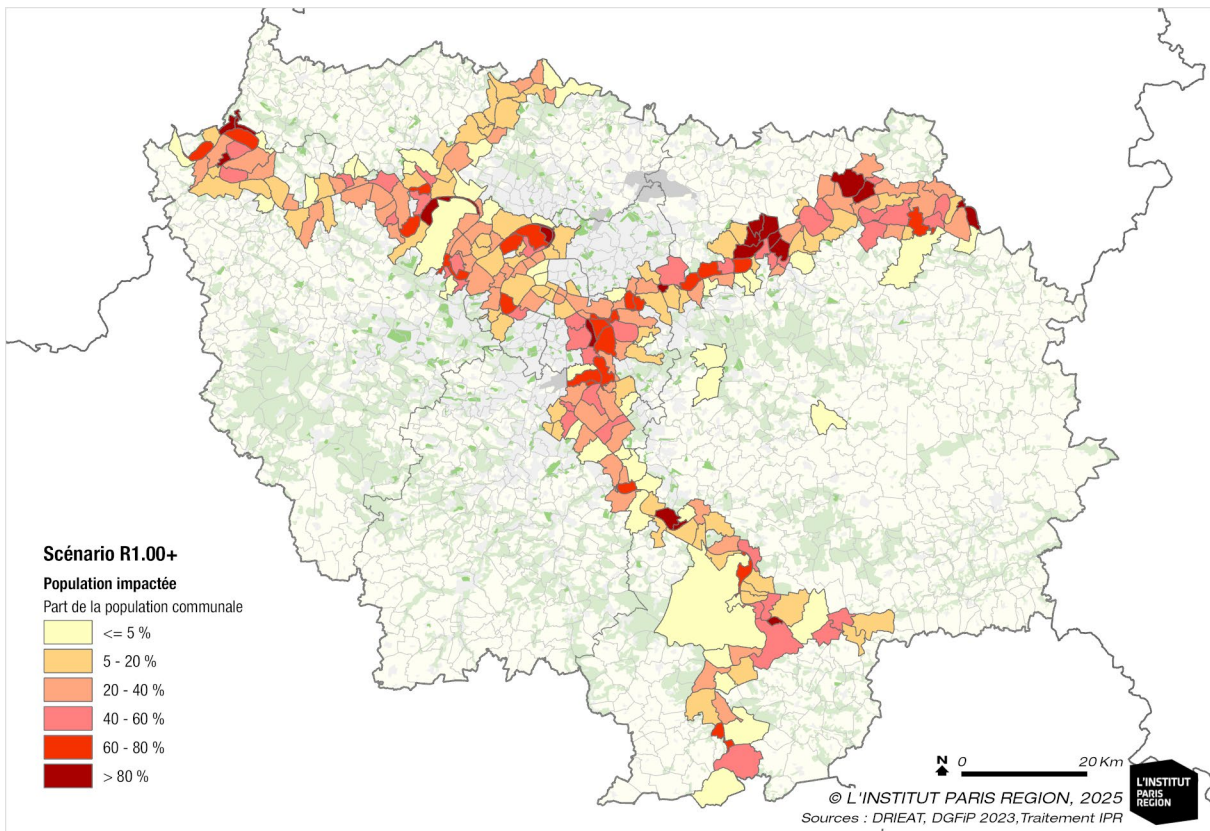 Scénario R1.00+
Population impactée
Part de la population communale
<= 5 %
5 - 20 %
20 - 40 %
40 - 60 %
60 - 80 %
> 80 %
N 0 20 Km
© L'INSTITUT PARIS REGION, 2025
Sources : DRIEAT, DGFiP 2023,Traitement IPR
L'INSTITUT
PARIS
REGION